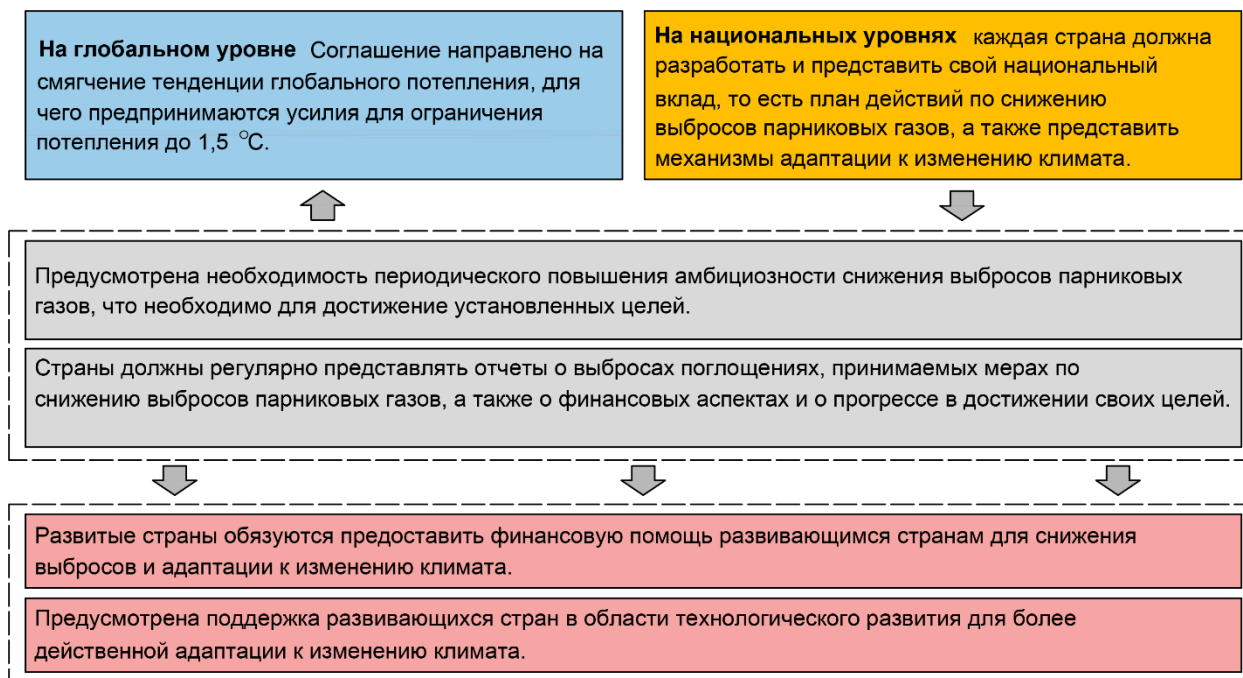 На глобальном уровне Соглашение направлено на
смягчение тенденции глобального потепления, для
чего предпринимаются усилия для ограничения
потепления до 1,5 °C.
На национальных уровнях каждая страна должна
разработать и представить свой национальный
вклад, то есть план действий по снижению
выбросов парниковых газов, а также представить
механизмы адаптации к изменению климата.
Предусмотрена необходимость периодического повышения амбициозности снижения выбросов парниковых
газов, что необходимо для достижение установленных целей.
Страны должны регулярно представлять отчеты о выбросах поглощениях, принимаемых мерах по
снижению выбросов парниковых газов, а также о финансовых аспектах и о прогрессе в достижении своих целей.
Развитые страны обязуются предоставить финансовую помощь развивающимся странам для снижения
выбросов и адаптации к изменению климата.
Предусмотрена поддержка развивающихся стран в области технологического развития для более
действенной адаптации к изменению климата.